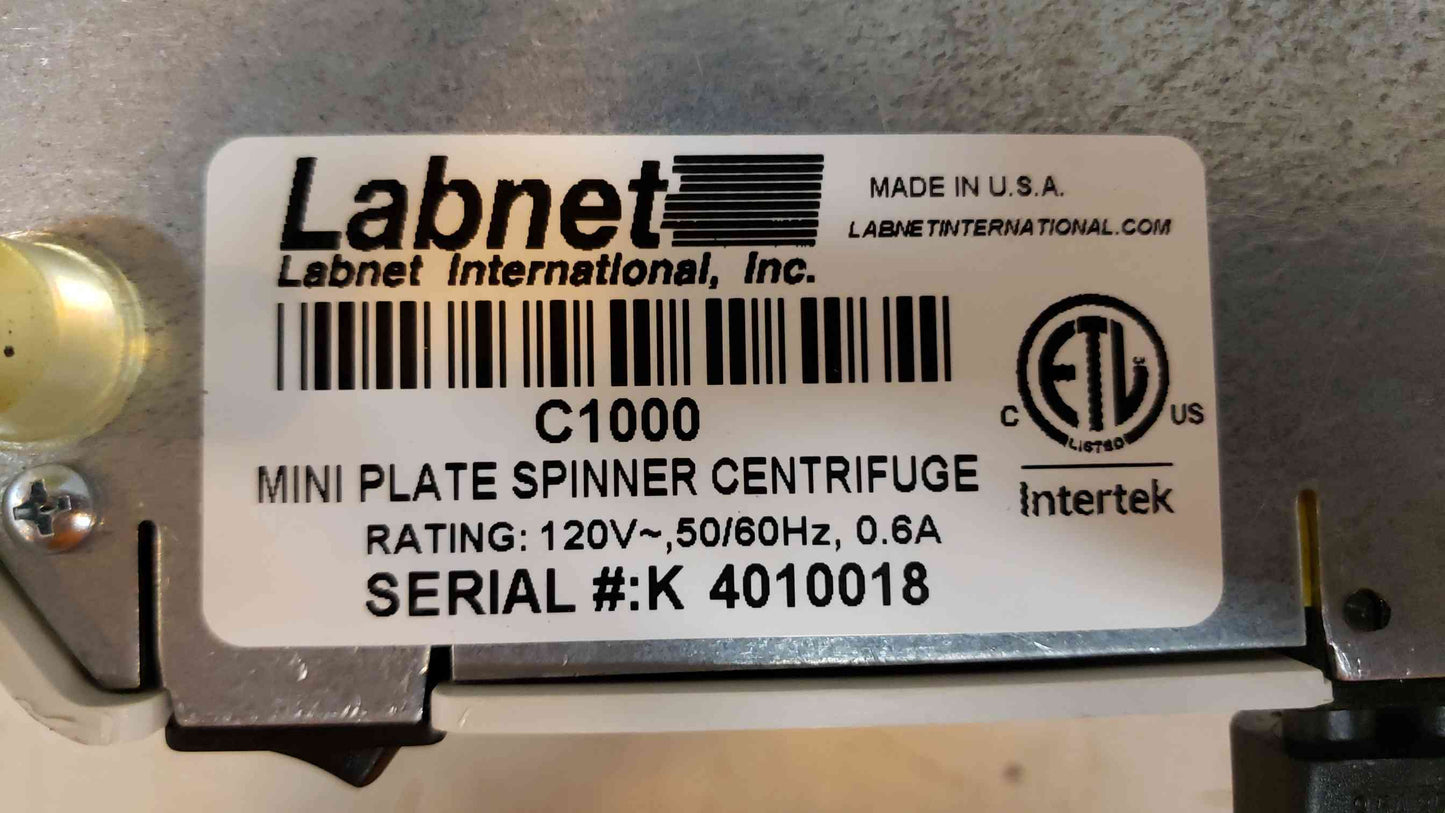 Labnet
Labnet International, Inc.
MADE IN U.S.A.
LABNETINTERNATIONAL.COM
C1000
MINI PLATE SPINNER CENTRIFUGE
RATING: 120V~,50/60Hz, 0.6A
SERIAL #:K 4010018
ETL
LISTED
C US
Intertek